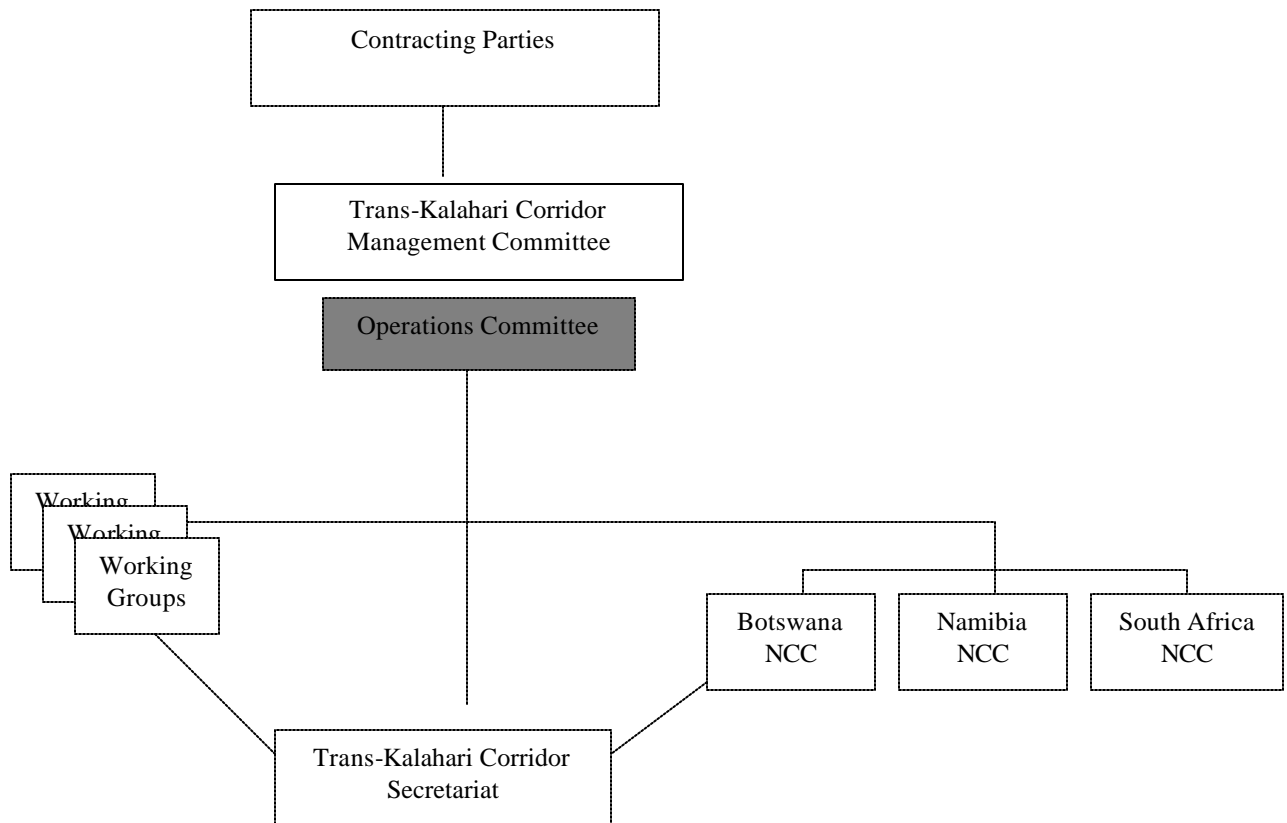 Contracting Parties
Trans-Kalahari Corridor
Management Committee
Operations Committee
Working
Working
Working
Groups
Botswana
NCC
Namibia
NCC
South Africa
NCC
Trans-Kalahari Corridor
Secretariat